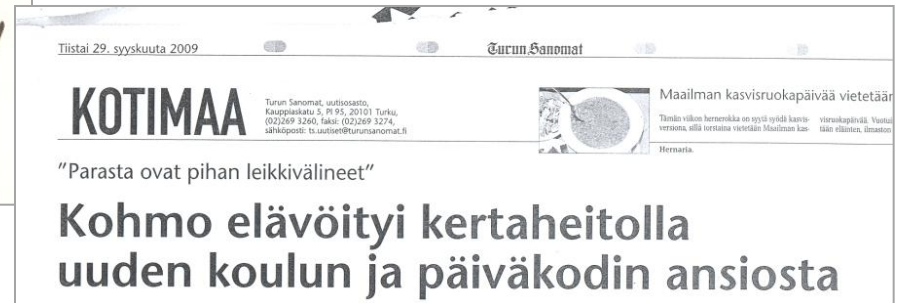 Tiistai 29. syyskuuta 2009
Turun Sanomat
KOTIMAA
Turun Sanomat, uutisosasto,
Kauppiaskatu 5, PI 95, 20101 Turku,
(02)269 3260, faksi: (02)269 3274,
sähköposti: ts.uutiset@turunsanomat.fi
Maailman kasvisruokapäivää vietetään
Tämän viikon hernerokka on syytä syödä kasvis-
versiona, sillä torstaina vietetään Maailman kas-
visruokapäivää. Vuotui
tään eläinten, ilmaston
Hernaria.
"Parasta ovat pihan leikkivälineet"
Kohmo elävöityi kertaheitolla
uuden koulun ja päiväkodin ansiosta